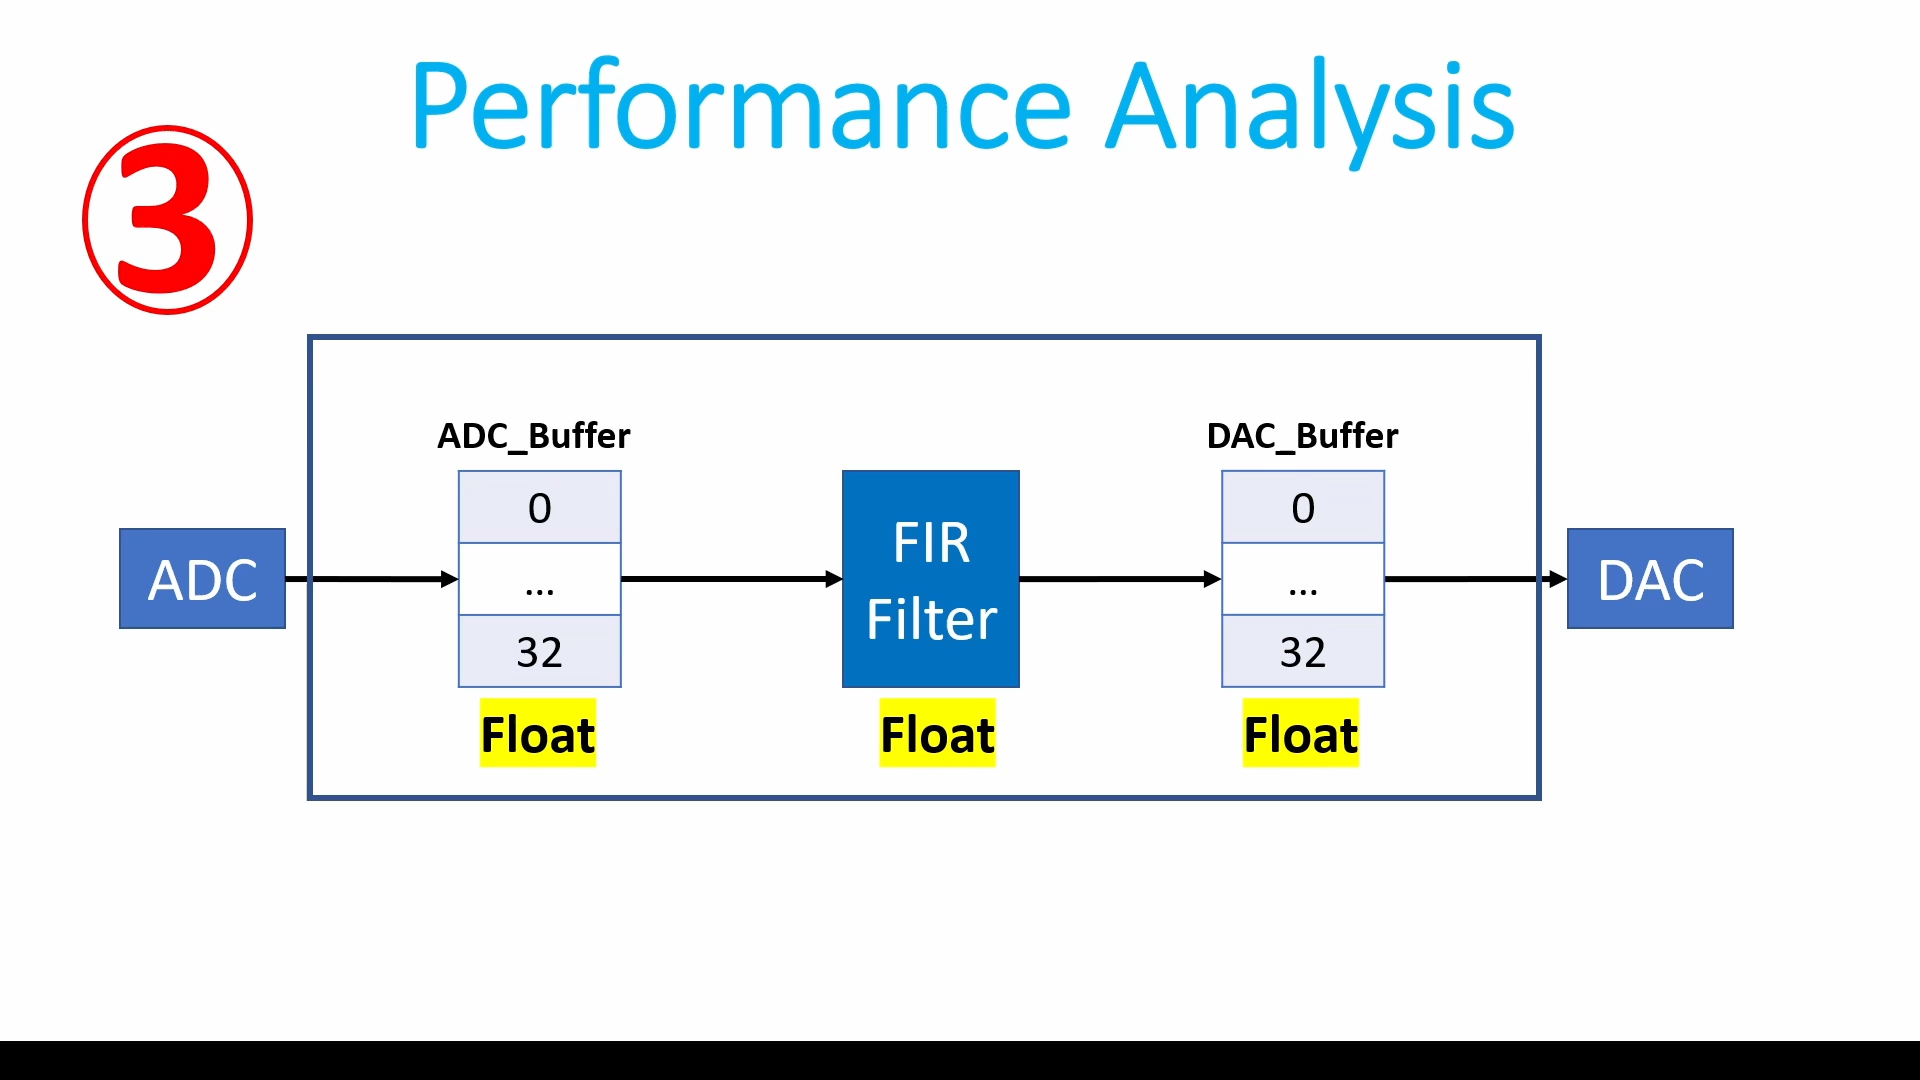 Performance Analysis
3
ADC_Buffer
DAC_Buffer
0
...
32
0
...
32
ADC
FIR
Filter
DAC
Float
Float
Float